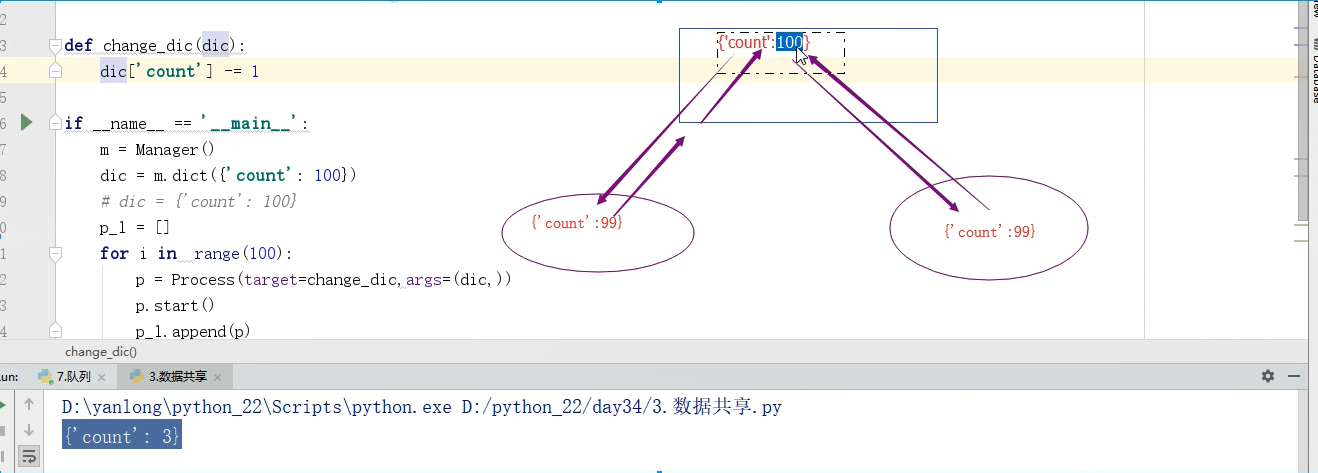 2
3 def change_dic(dic):
4 dic['count'] -= 1
5
6 if __name__ == '__main__':
7 m = Manager()
8 dic = m.dict({'count': 100})
9 # dic = {'count': 100}
0 p_l = []
1 for i in range(100):
2 p = Process(target=change_dic,args=(dic,))
3 p.start()
4 p_l.append(p)
{'count':100}
{'count':99}
{'count':99}
Database
change_dic()
un: 7.队列 × 3.数据共享 ×
D:\yanlong\python_22\Scripts\python.exe D:/python_22/day34/3.数据共享.py
{'count': 3}